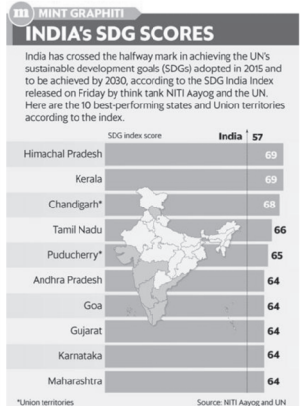 m MINT GRAPHITI
INDIA's SDG SCORES
India has crossed the halfway mark in achieving the UN's
sustainable development goals (SDGs) adopted in 2015 and
to be achieved by 2030, according to the SDG India Index
released on Friday by think tank NITI Aayog and the UN.
Here are the 10 best-performing states and Union territories
according to the index.
SDG index score India 57
Himachal Pradesh 69
Kerala 69
Chandigarh* 68
Tamil Nadu 66
Puducherry* 65
Andhra Pradesh 64
Goa 64
Gujarat 64
Karnataka 64
Maharashtra 64
*Union territories Source: NITI Aayog and UN